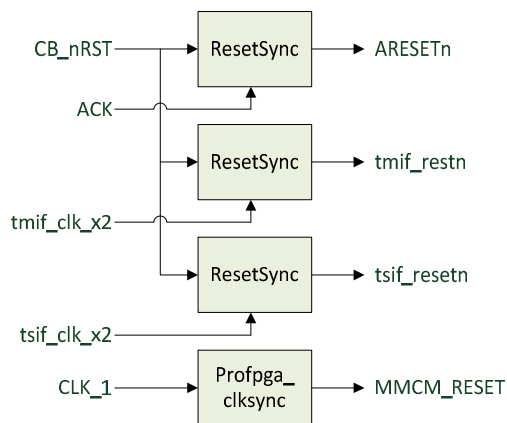 CB_nRST
ResetSync
ARESETn
ACK
ResetSync
tmif_restn
tmif_clk_x2
ResetSync
tsif_resetn
tsif_clk_x2
CLK_1
Profpga_
clksync
MMCM_RESET